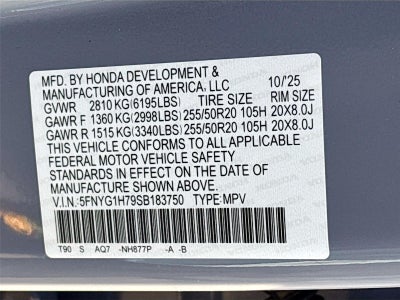 MFD. BY HONDA DEVELOPMENT &
MANUFACTURING OF AMERICA, LLC 10/'25
GVWR 2810 KG(6195LBS) TIRE SIZE RIM SIZE
GAWR F 1360 KG(2998LBS) 255/50R20 105H 20X8.0J
GAWR R 1515 KG(3340LBS) 255/50R20 105H 20X8.0J
THIS VEHICLE CONFORMS TO ALL APPLICABLE
FEDERAL MOTOR VEHICLE SAFETY
STANDARDS IN EFFECT ON THE DATE OF
MANUFACTURE SHOWN ABOVE.
V.I.N.:5FNYG1H79SB183750 TYPE:MPV
T90 S AQ7 -NH877P -A -B